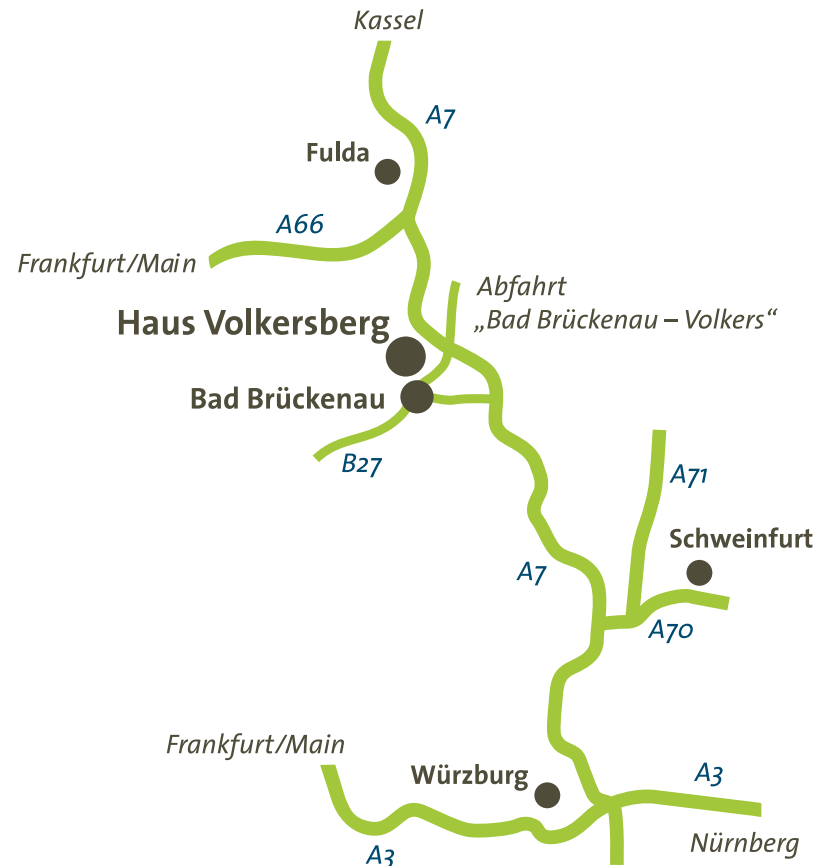 Kassel
A7
Fulda
A66
Frankfurt/Main
Abfahrt
„Bad Brückenau – Volkers“
Haus Volkersberg
Bad Brückenau
B27
A71
Schweinfurt
A7
A70
Frankfurt/Main
Würzburg
A3
Nürnberg
A3